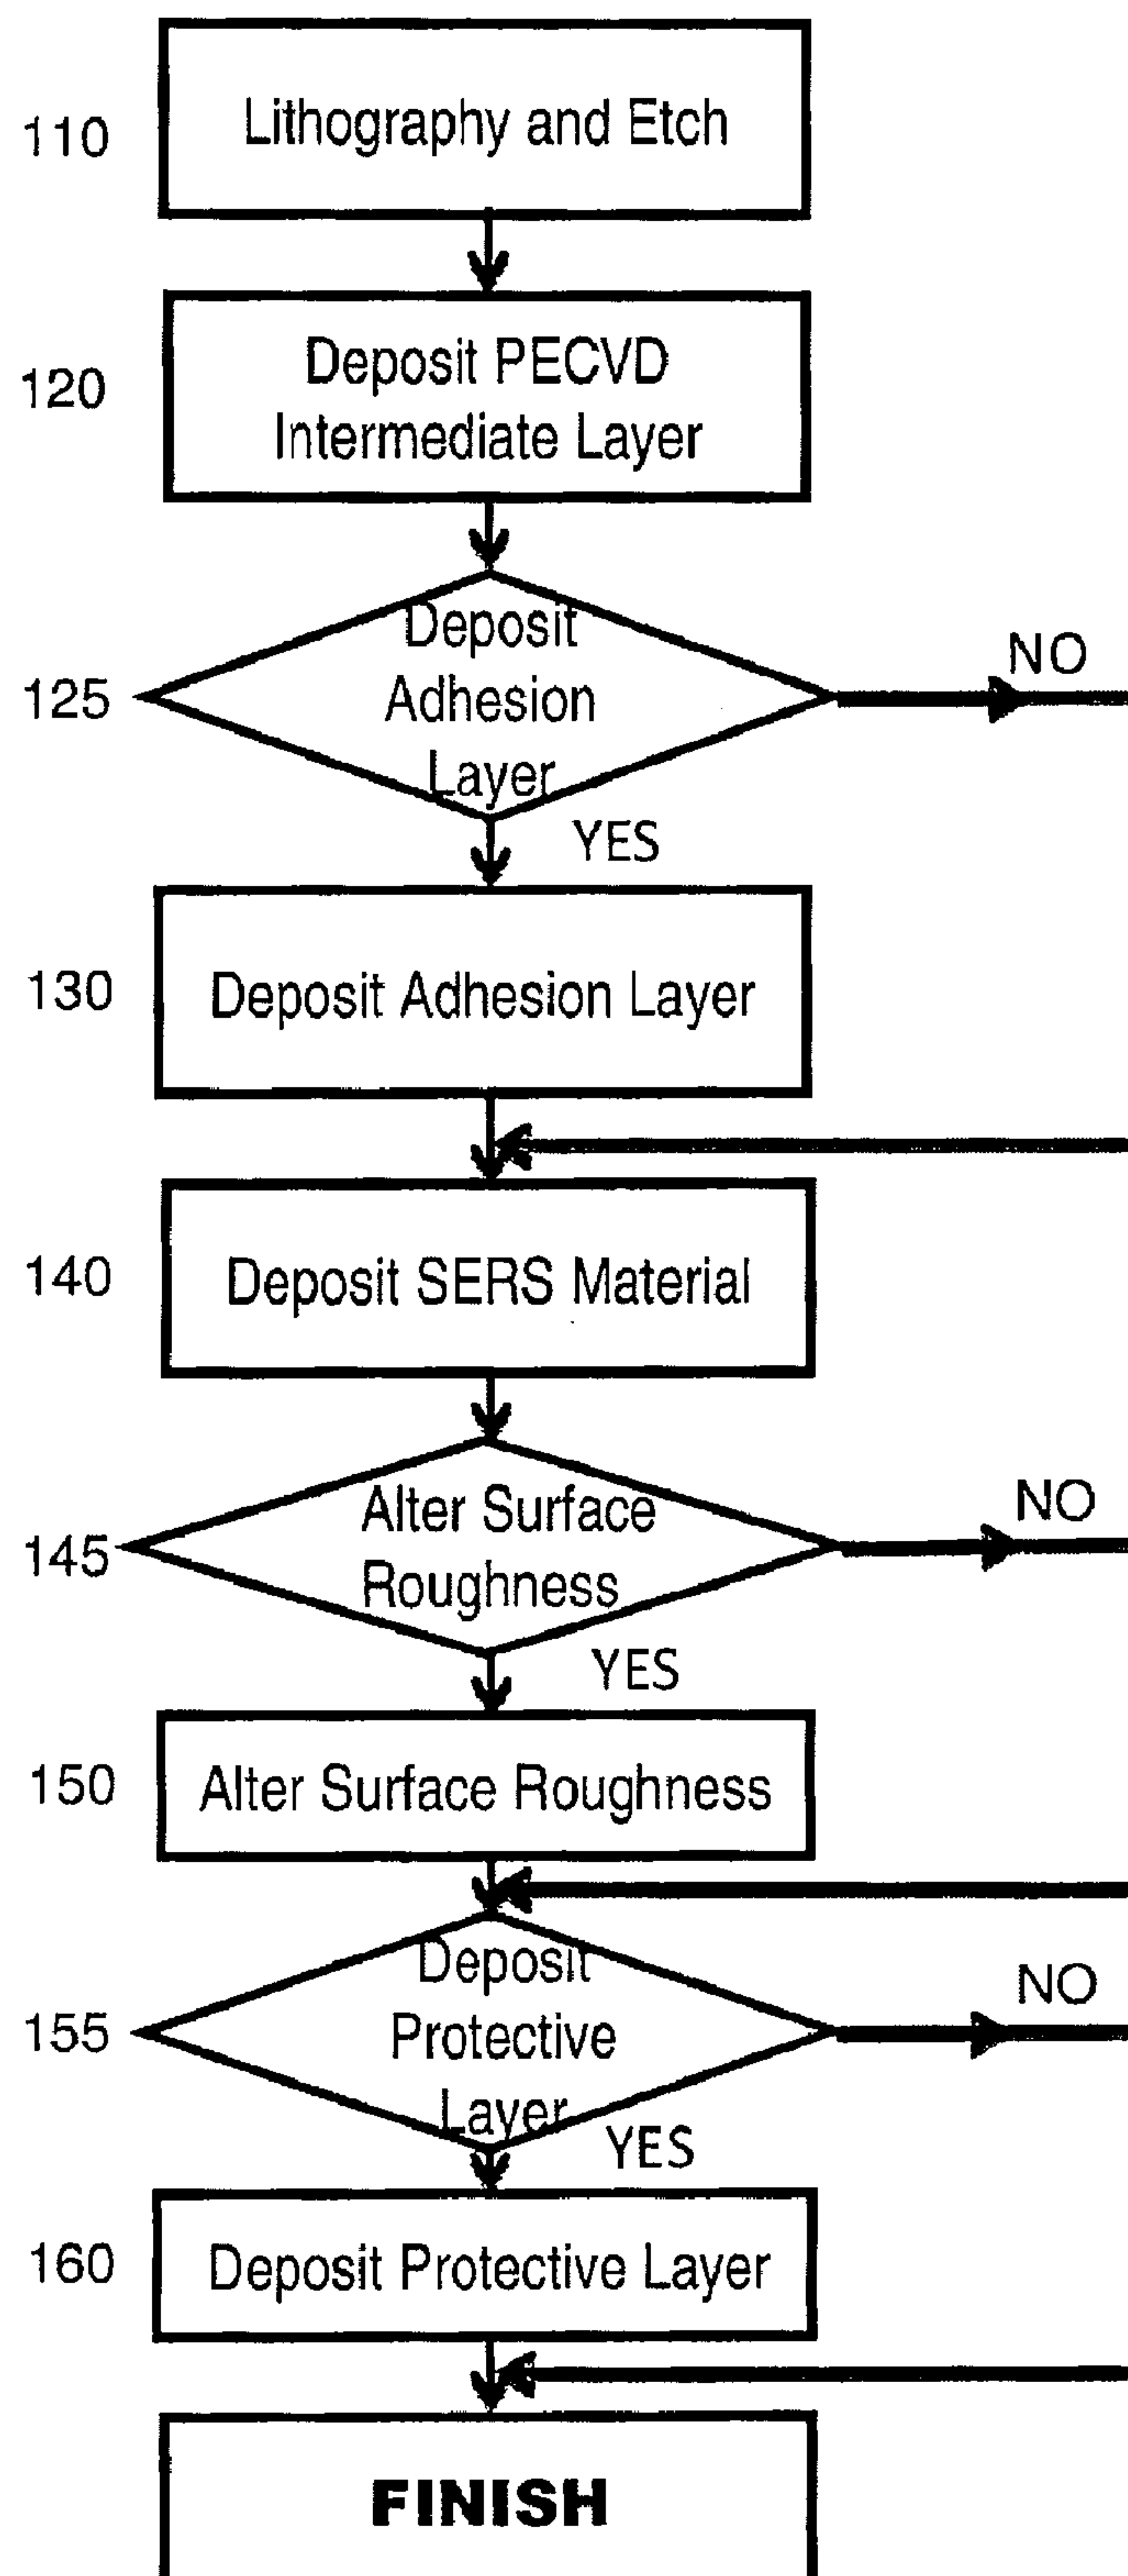 110
Lithography and Etch
120
Deposit PECVD
Intermediate Layer
125
Deposit
Adhesion
Layer
NO
YES
130
Deposit Adhesion Layer
140
Deposit SERS Material
145
Alter Surface
Roughness
NO
YES
150
Alter Surface Roughness
155
Deposit
Protective
Layer
NO
YES
160
Deposit Protective Layer
FINISH